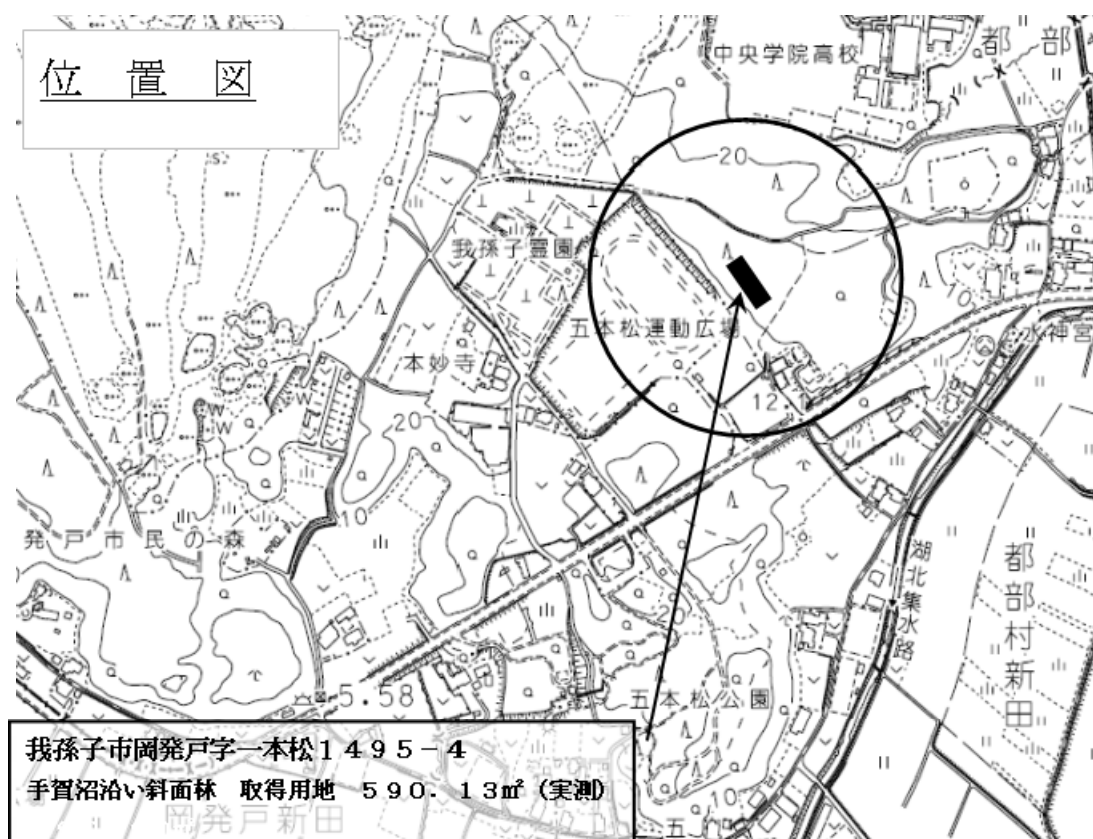 位置図
中央学院高校
都部
20
我孫子霊園
五本松運動広場
本妙寺
水神宮
10
12.
20
10
発戸市民の森
湖北集水路
都部村新田
5.58
五本松公園
20
10
我孫子市岡発戸字一本松1495-4
手賀沼沿い斜面林 取得用地 590.13㎡(実測)
岡発戸新田
五